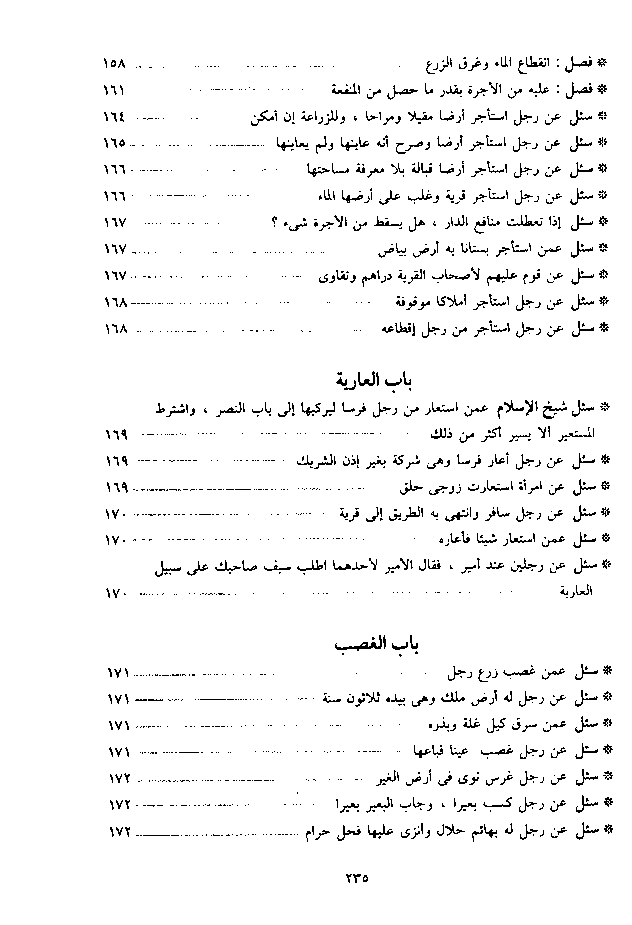 * فصل : انقطاع الماء وغرق الزرع ١٥٨
* فصل : عليه من الأجرة بقدر ما حصل من المنفعة ١٦١
* سئل عن رجل استأجر أرضا مقيلا ومراحا ، وللزراعة إن أمكن ١٦٤
* سئل عن رجل استأجر أرضا وصرح أنه عاينها ولم يعاينها ١٦٥
* سئل عن رجل استأجر أرضا قبالة بلا معرفة مساحتها ١٦٦
* سئل عن رجل استأجر قرية وغلب على أرضها الماء ١٦٦
* سئل إذا تعطلت منافع الدار ، هل يسقط من الأجرة شىء ؟ ١٦٧
* سئل عمن استأجر بستانا به أرض بياض ١٦٧
* سئل عن قوم عليهم لأصحاب القرية دراهم وتقاوى ١٦٧
* سئل عن رجل استأجر أملاكا موقوفة ١٦٨
* سئل عن رجل استأجر من رجل إقطاعه ١٦٨
باب العارية
* سئل شيخ الإسلام عمن استعار من رجل فرسا ليركبها إلى باب النصر ، واشترط
المستعير ألا يسير أكثر من ذلك ١٦٩
* سئل عن رجل أعار فرسا وهى شركة بغير إذن الشريك ١٦٩
* سئل عن امرأة استعارت زوجى حلق ١٦٩
* سئل عن رجل سافر وانتهى به الطريق إلى قرية ١٧٠
* سئل عمن استعار شيئا فأعاره ١٧٠
* سئل عن رجلين عند أمير ، فقال الأمير لأحدهما اطلب سيف صاحبك على سبيل
العارية ١٧٠
باب الغصب
* سئل عمن غصب زرع رجل ١٧١
* سئل عن رجل له أرض ملك وهى بيده ثلاثون سنة ١٧١
* سئل عمن سرق كيل غلة وبذره ١٧١
* سئل عن رجل غصب عينا فباعها ١٧١
* سئل عن رجل غرس نوى فى أرض الغير ١٧٢
* سئل عن رجل كسب بعيرا ، وجاب البعير بعيرا ١٧٢
* سئل عن رجل له بهائم حلال وأنزى عليها فحل حرام ١٧٢
٢٣٥